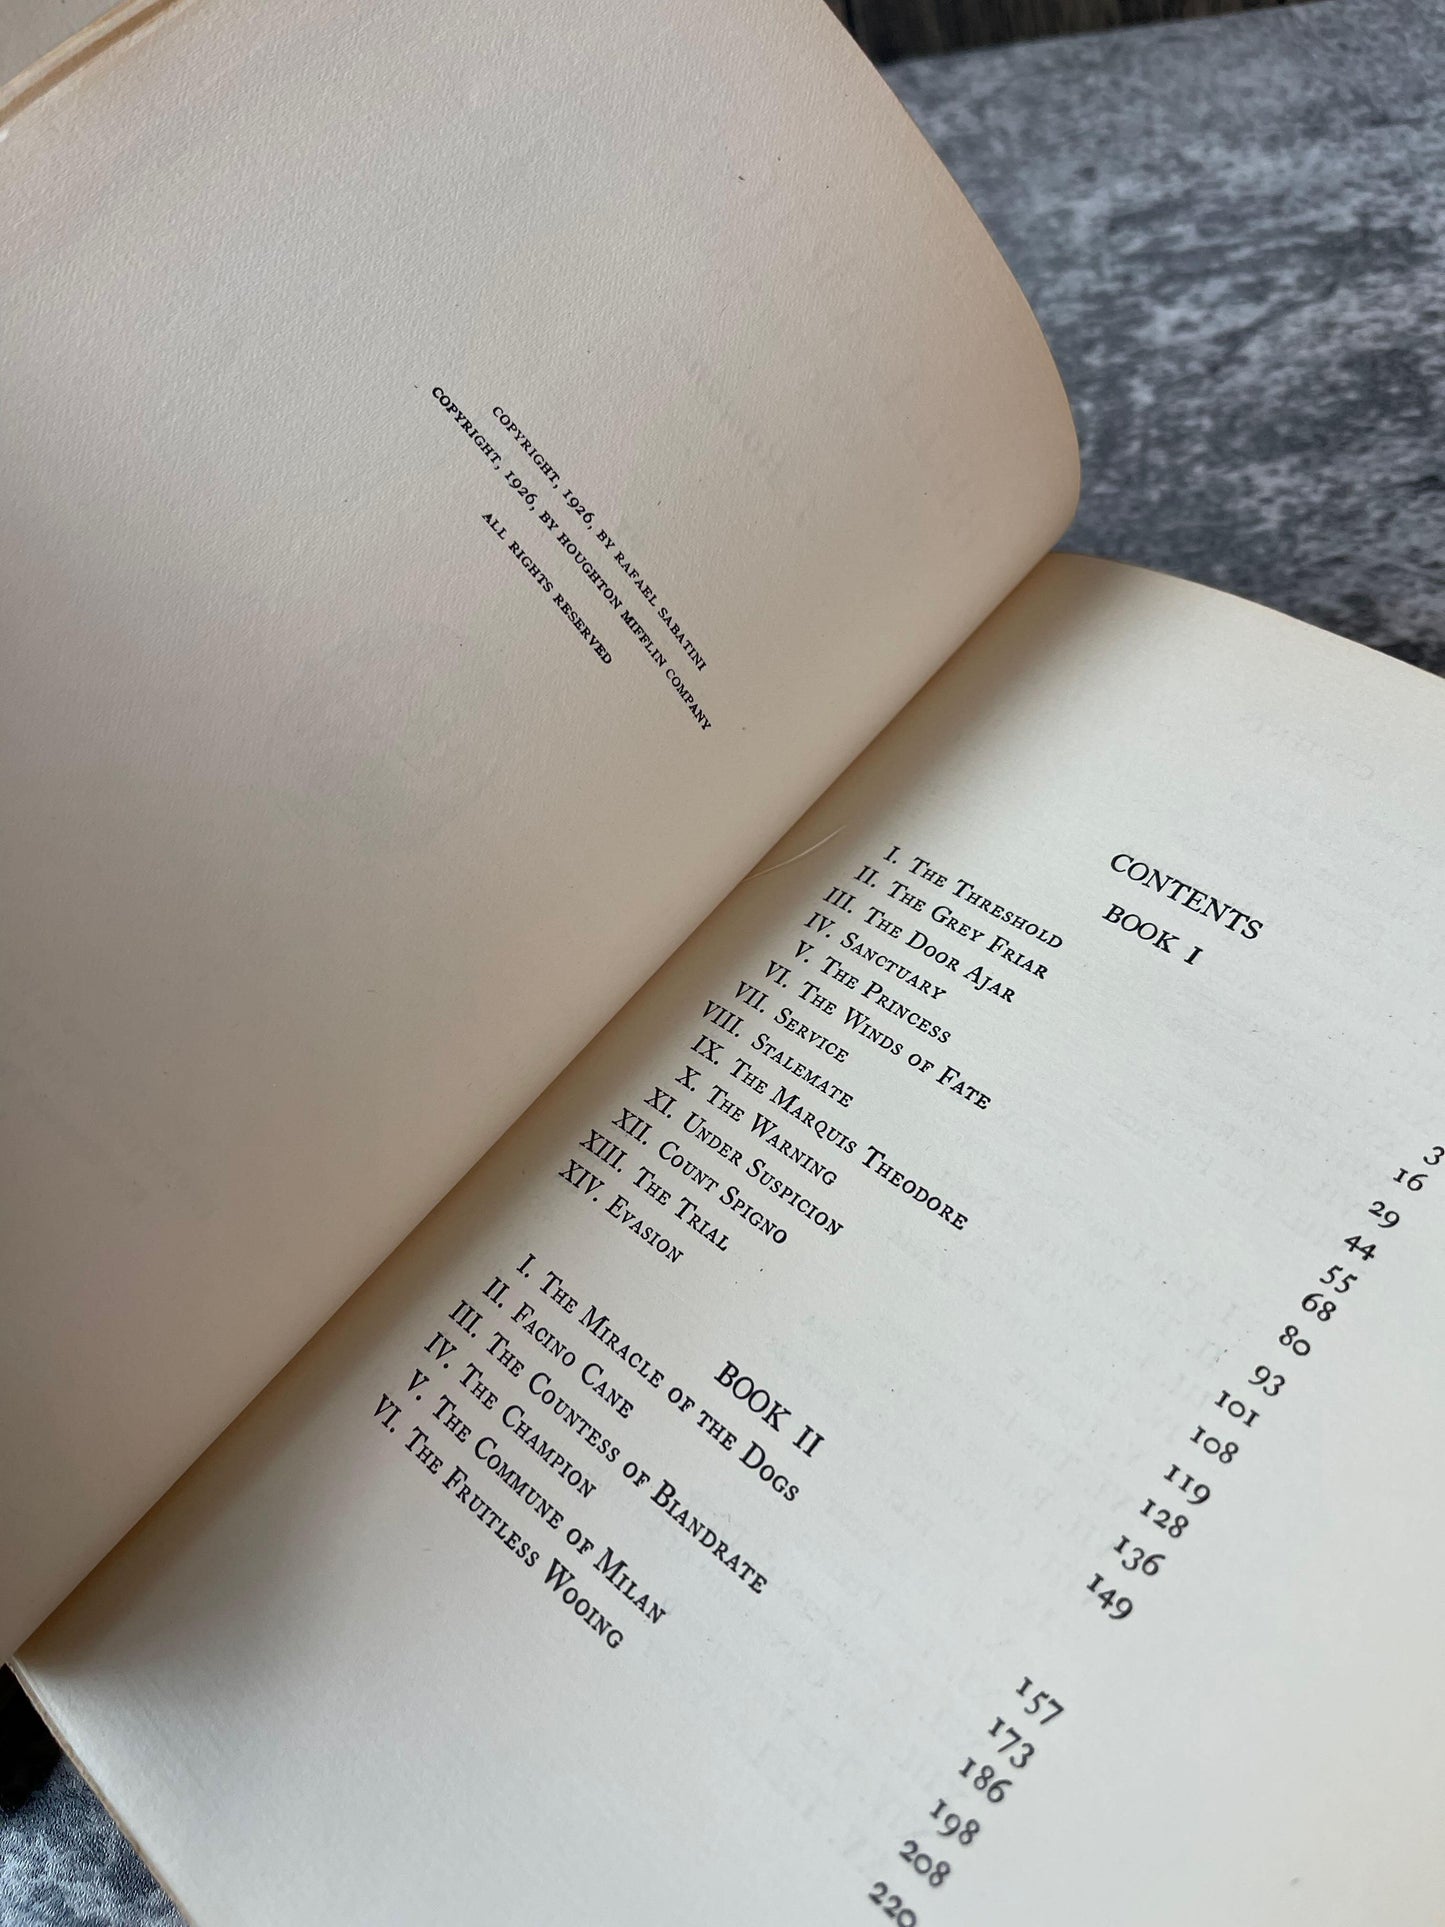 COPYRIGHT, 1926, BY RAFAEL SABATINI
COPYRIGHT, 1926, BY HOUGHTON MIFFLIN COMPANY
ALL RIGHTS RESERVED
CONTENTS
BOOK I
I. The Threshold 3
II. The Grey Friar 16
III. The Door Ajar 29
IV. Sanctuary 44
V. The Princess 55
VI. The Winds of Fate 68
VII. Service 80
VIII. Stalemate 93
IX. The Marquis Theodore 101
X. The Warning 108
XI. Under Suspicion 119
XII. Count Spigno 128
XIII. The Trial 136
XIV. Evasion 149
BOOK II
I. The Miracle of the Dogs 157
II. Facino Cane 173
III. The Countess of Biandrate 186
IV. The Champion 198
V. The Commune of Milan 208
VI. The Fruitless Wooing 220